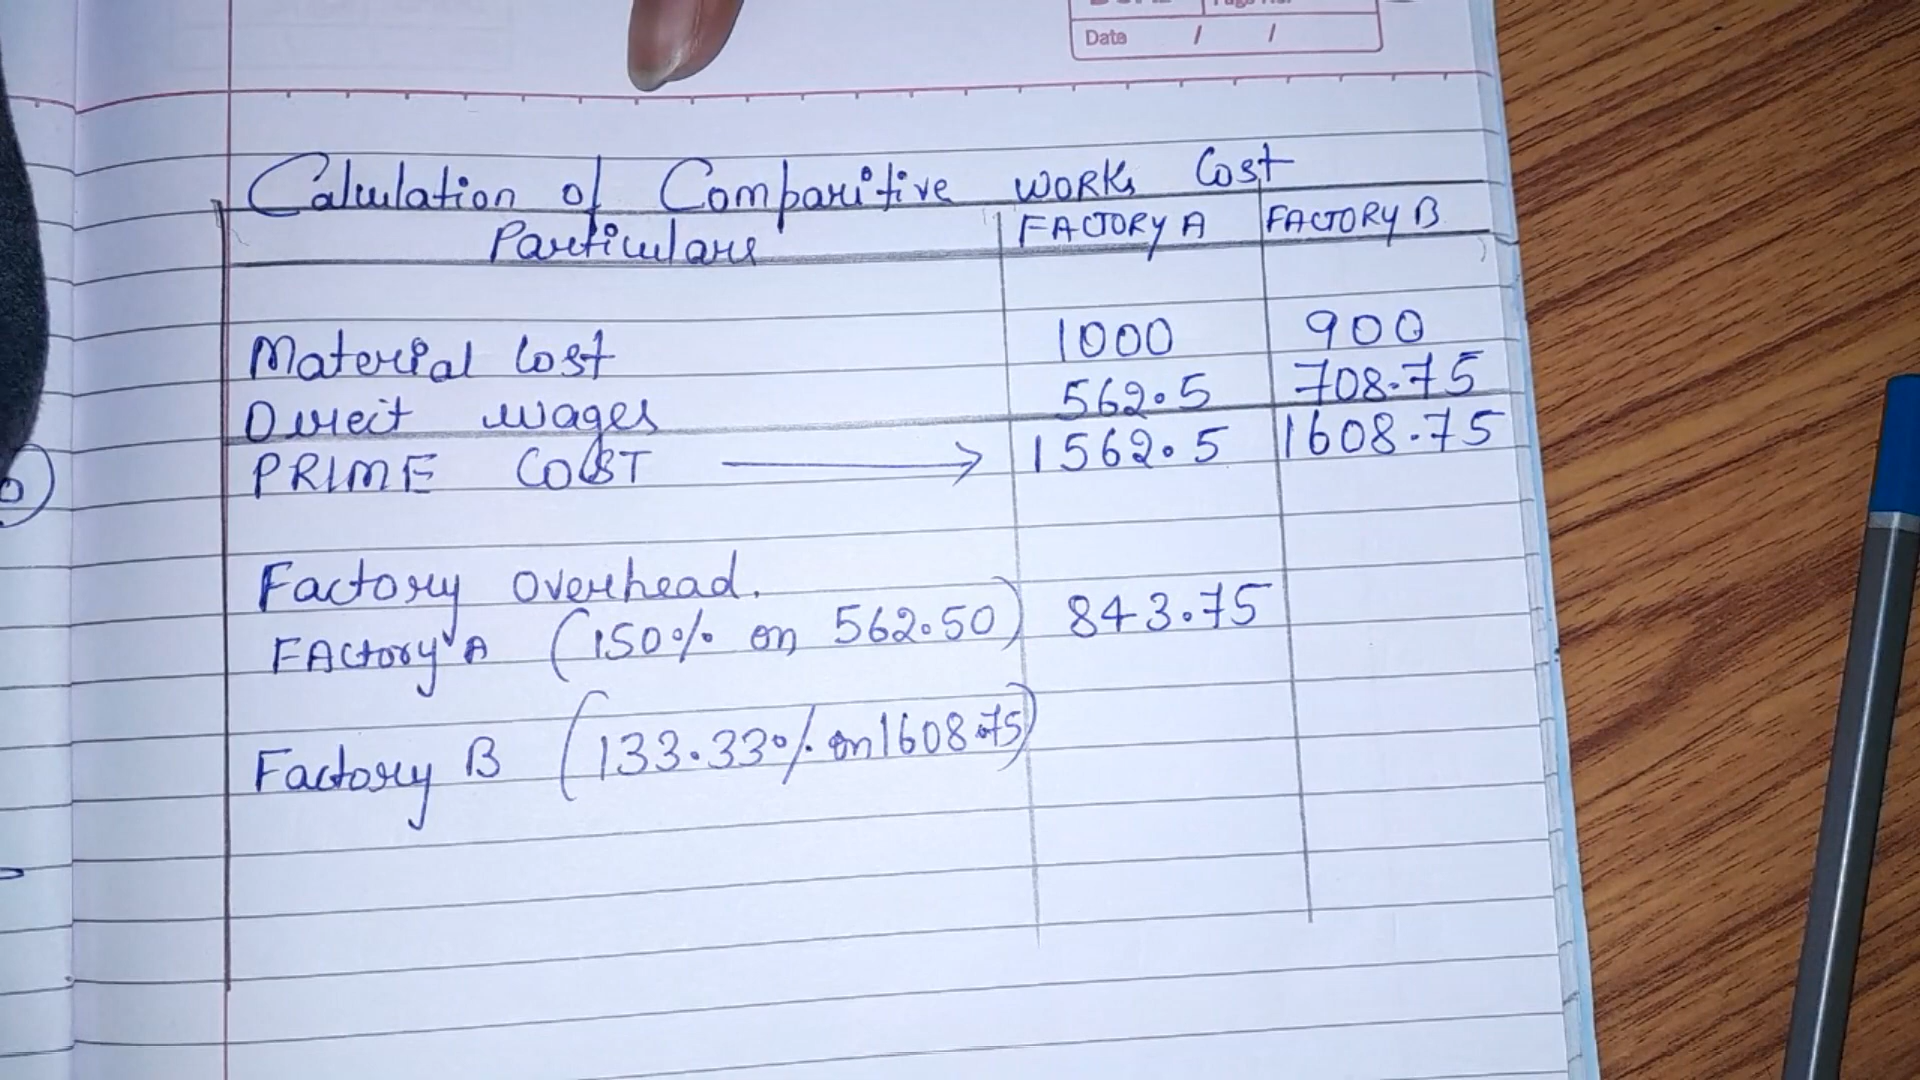 Data / /
Calculation of Comparitive WORKs Cost
Particulars FACTORY A FACTORY B
Material Cost 1000 900
Direct wages 562.5 708.75
PRIME COST 1562.5 1608.75
Factory overhead.
FACtory A (150% on 562.50) 843.75
Factory B (133.33% on 1608.75)